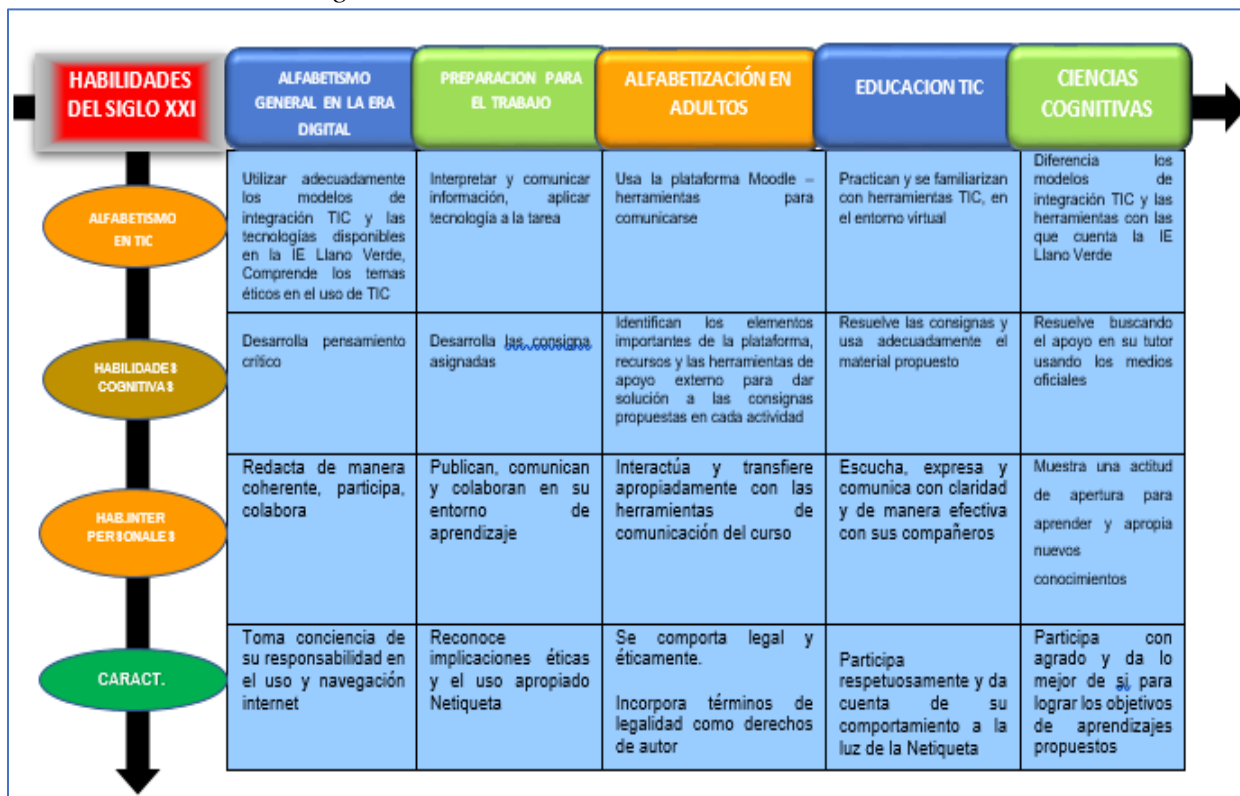 HABILIDADES
DEL SIGLO XXI
ALFABETISMO
GENERAL EN LA ERA
DIGITAL
PREPARACION PARA
EL TRABAJO
ALFABETIZACIÓN EN
ADULTOS
EDUCACION TIC
CIENCIAS
COGNITIVAS
ALFABETISMO
EN TIC
Utilizar adecuadamente
los modelos de
integración TIC y las
tecnologías disponibles
en la IE Llano Verde,
Comprende los temas
éticos en el uso de TIC
Interpretar y comunicar
información, aplicar
tecnología a la tarea
Usa la plataforma Moodle –
herramientas para
comunicarse
Practican y se familiarizan
con herramientas TIC, en
el entorno virtual
Diferencia los
modelos de
integración TIC y las
herramientas con las
que cuenta la IE
Llano Verde
HABILIDADES
COGNITIVAS
Desarrolla pensamiento
crítico
Desarrolla las consigna
asignadas
Identifican los elementos
importantes de la plataforma,
recursos y las herramientas de
apoyo externo para dar
solución a las consignas
propuestas en cada actividad
Resuelve las consignas y
usa adecuadamente el
material propuesto
Resuelve buscando
el apoyo en su tutor
usando los medios
oficiales
HAB.INTER
PERSONALES
Redacta de manera
coherente, participa,
colabora
Publican, comunican
y colaboran en su
entorno de
aprendizaje
Interactúa y transfiere
apropiadamente con las
herramientas de
comunicación del curso
Escucha, expresa y
comunica con claridad
y de manera efectiva
con sus compañeros
Muestra una actitud
de apertura para
aprender y apropia
nuevos
conocimientos
CARACT.
Toma conciencia de
su responsabilidad en
el uso y navegación
internet
Reconoce
implicaciones éticas
y el uso apropiado
Netiqueta
Se comporta legal y
éticamente.
Incorpora términos de
legalidad como derechos
de autor
Participa
respetuosamente y da
cuenta de su
comportamiento a la
luz de la Netiqueta
Participa con
agrado y da lo
mejor de si para
lograr los objetivos
de aprendizajes
propuestos